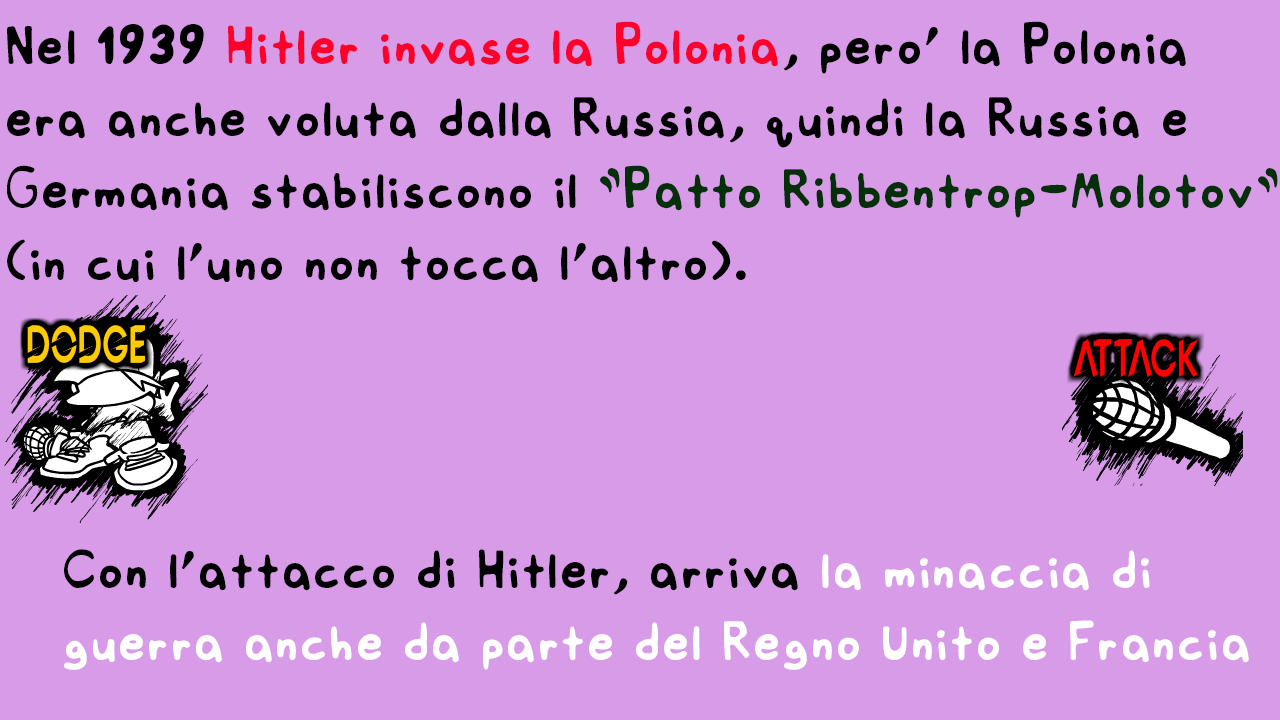 Nel 1939 Hitler invase la Polonia, pero' la Polonia
era anche voluta dalla Russia, quindi la Russia e
Germania stabiliscono il "Patto Ribbentrop-Molotov"
(in cui l'uno non tocca l'altro).
DODGE
ATTACK
Con l'attacco di Hitler, arriva la minaccia di
guerra anche da parte del Regno Unito e Francia